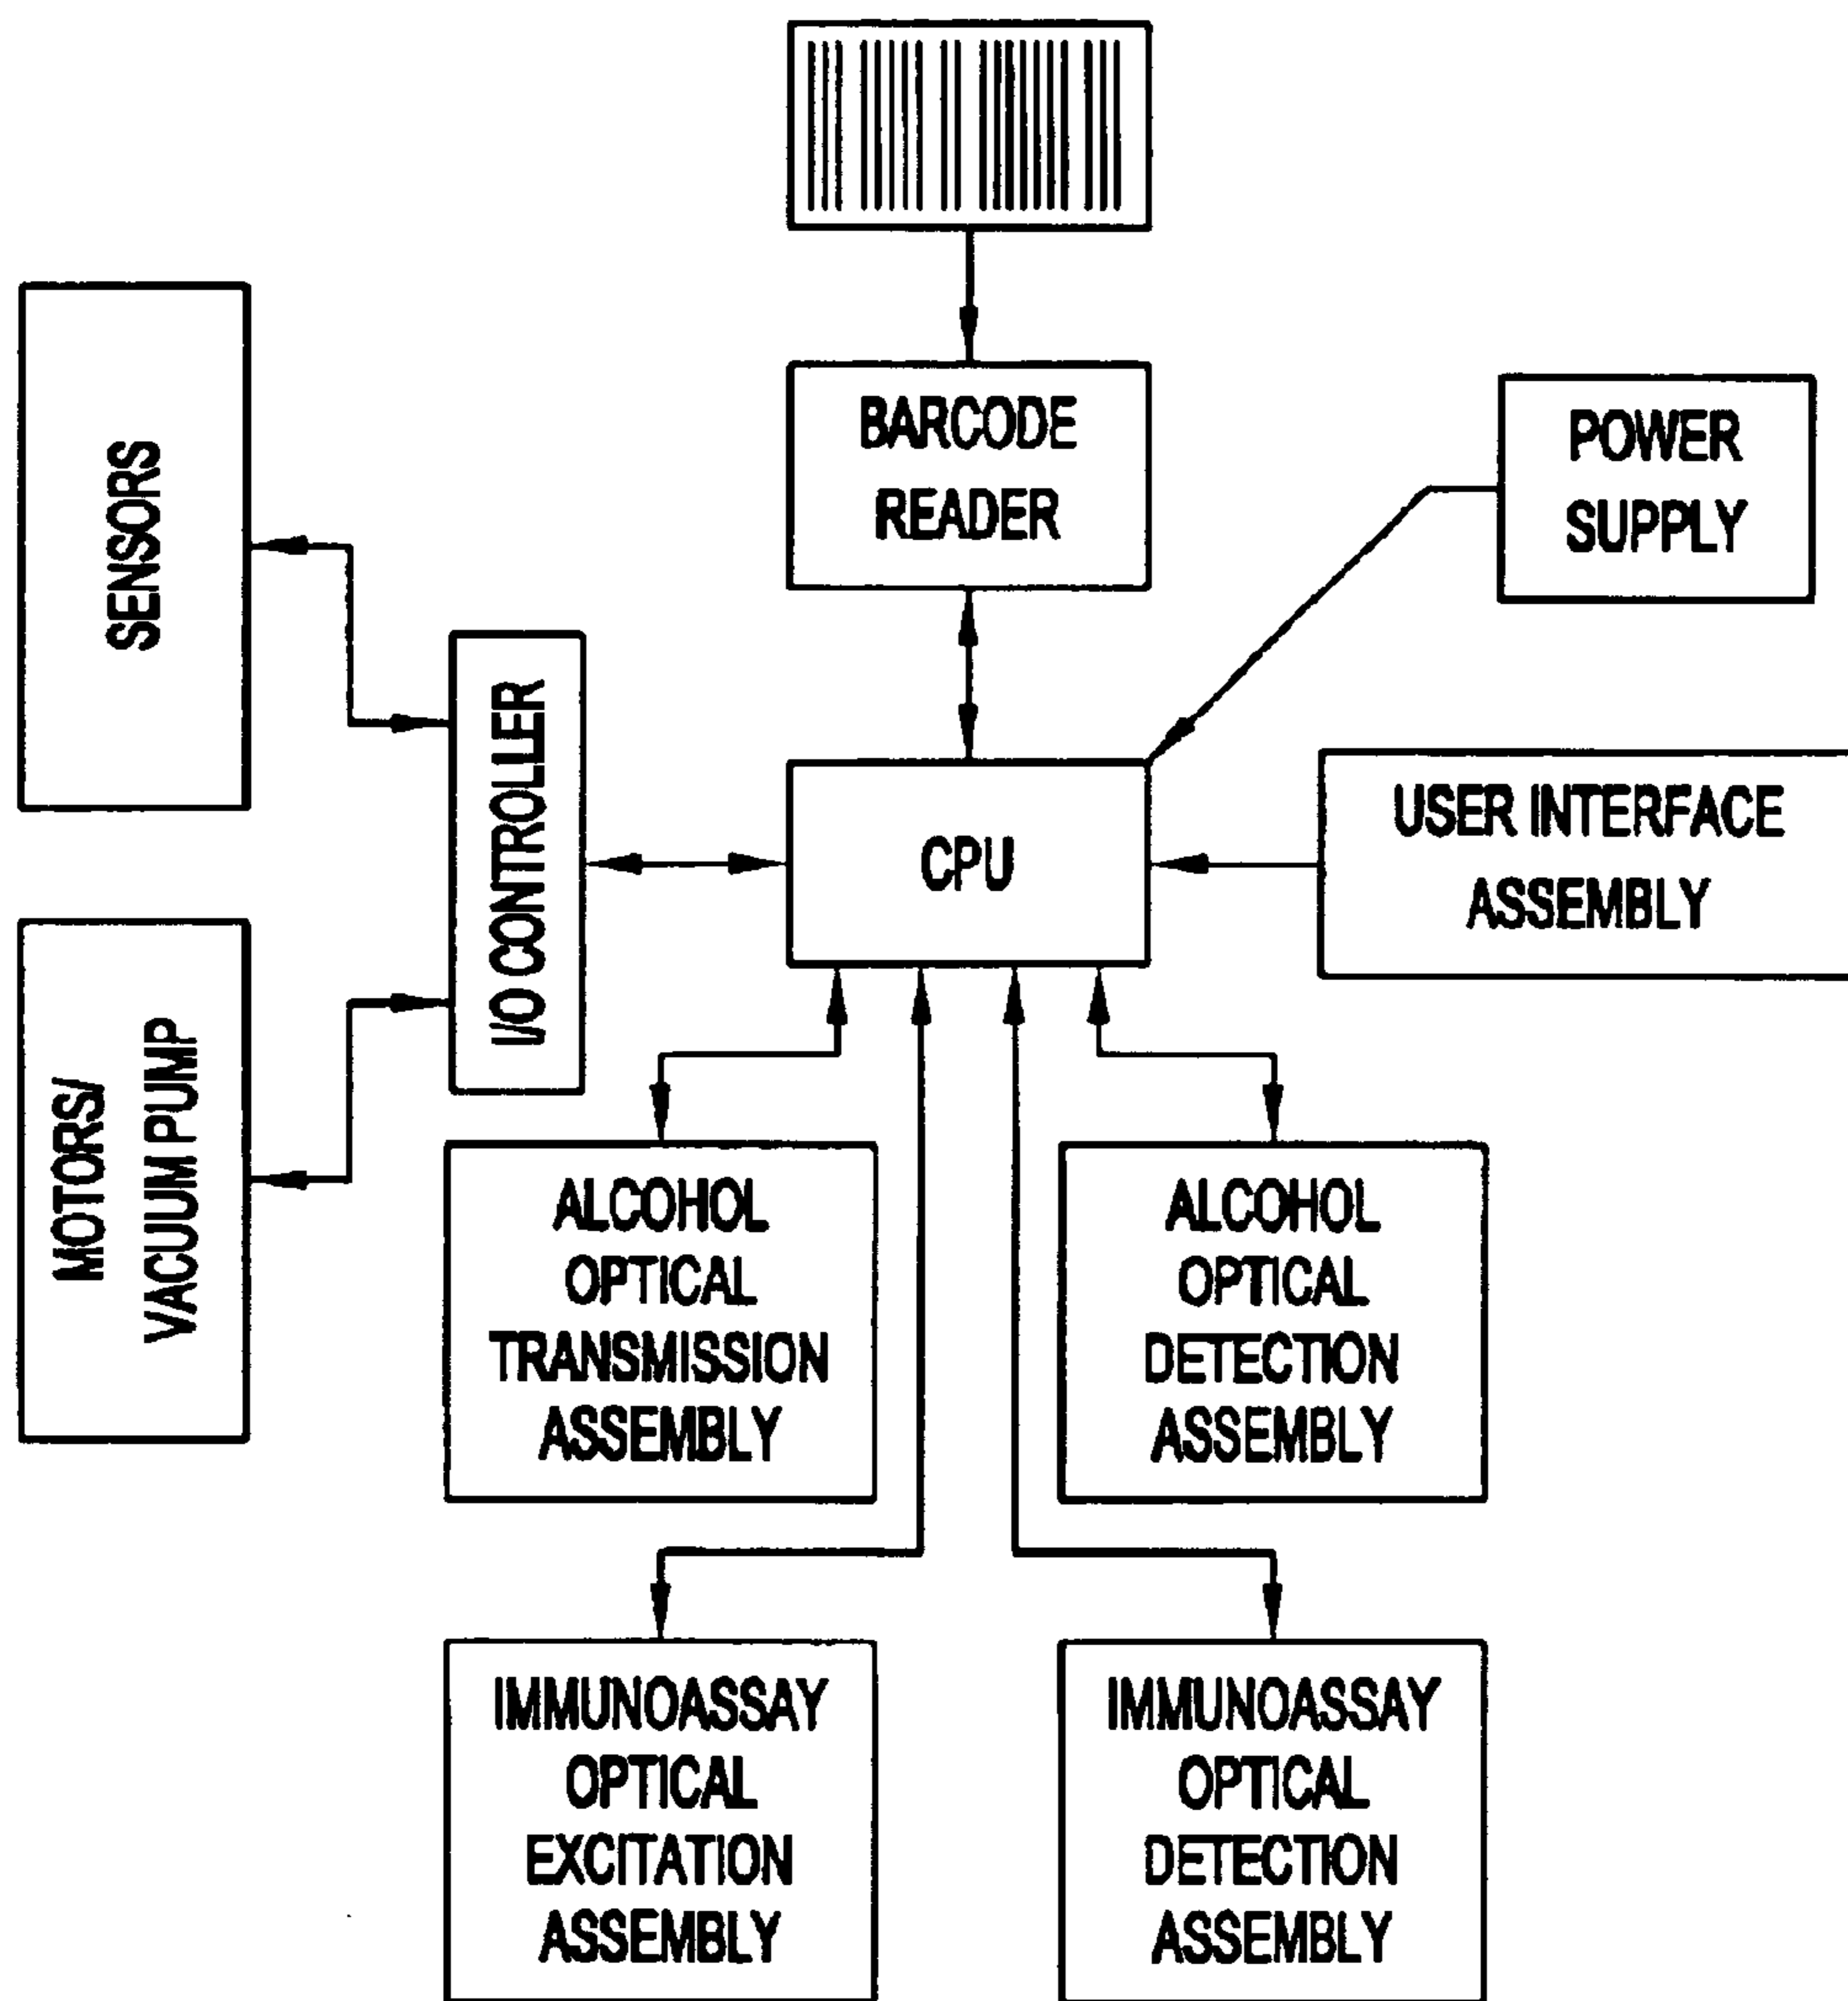 BARCODE
READER
POWER
SUPPLY
SENSORS
I/O CONTROLLER
CPU
USER INTERFACE
ASSEMBLY
MOTORS/
VACUUM PUMP
ALCOHOL
OPTICAL
TRANSMISSION
ASSEMBLY
ALCOHOL
OPTICAL
DETECTION
ASSEMBLY
IMMUNOASSAY
OPTICAL
EXCITATION
ASSEMBLY
IMMUNOASSAY
OPTICAL
DETECTION
ASSEMBLY